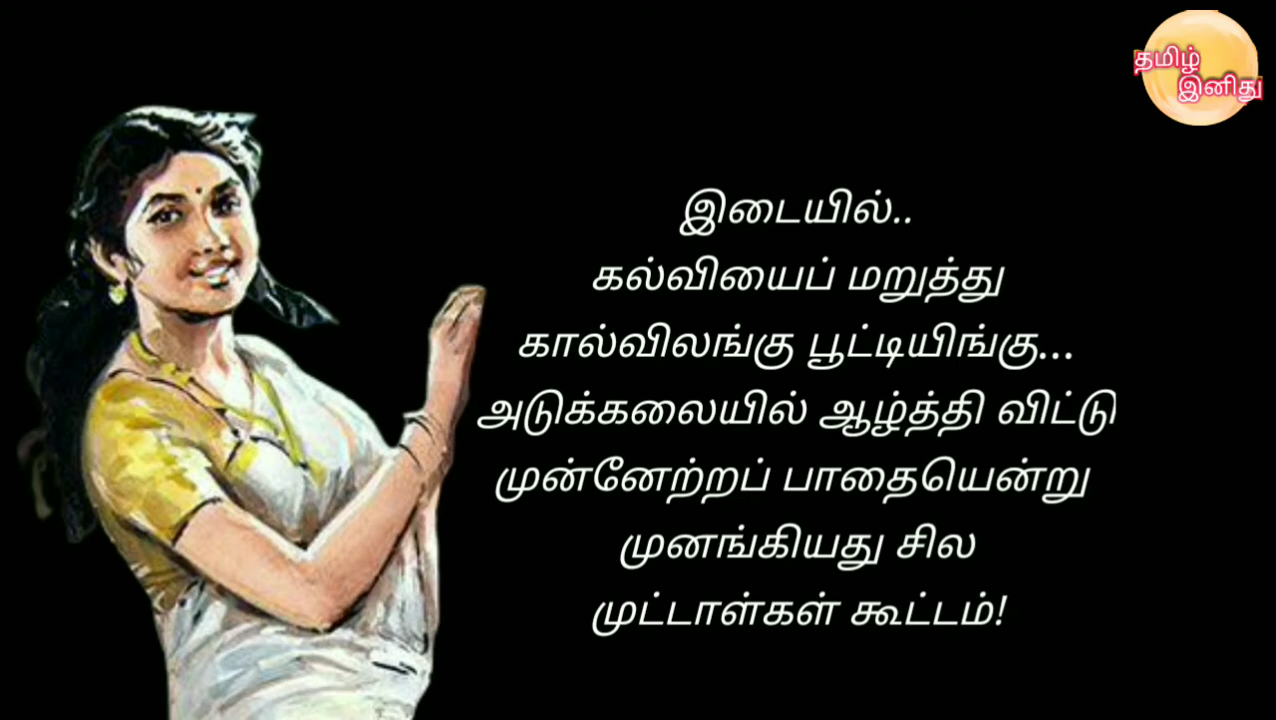 தமிழ்
இனிது
இடையில்..
கல்வியைப் மறுத்து
கால்விலங்கு பூட்டியிங்கு...
அடுக்கலையில் ஆழ்த்தி விட்டு
முன்னேற்றப் பாதையென்று
முனங்கியது சில
முட்டாள்கள் கூட்டம்!